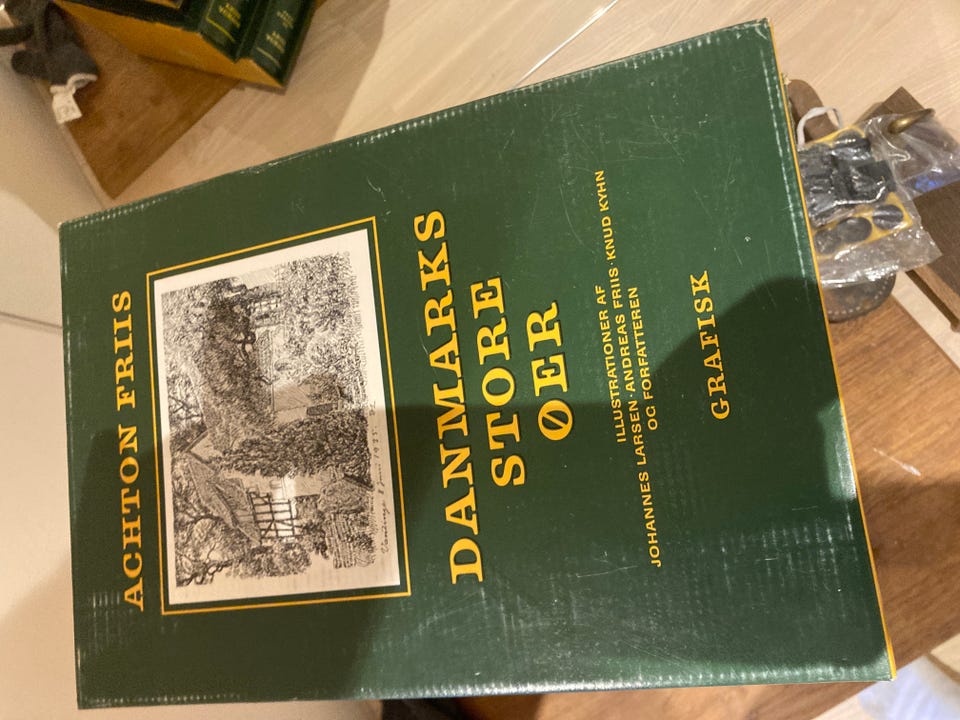 ACHTON FRIIS
DANMARKS
STORE
ØER
ILLUSTRATIONER AF
JOHANNES LARSEN · ANDREAS FRIIS · KNUD KYHN
OG FORFATTEREN
GRAFISK